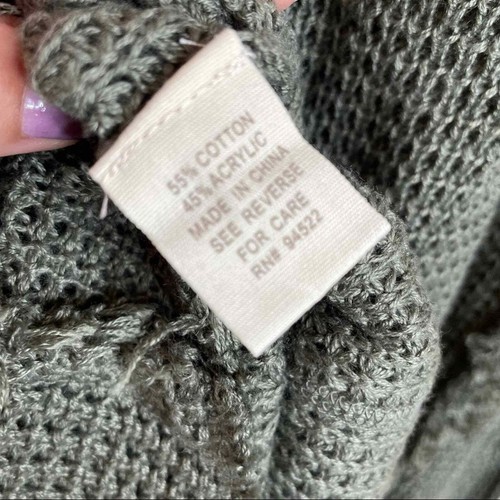 55% COTTON
45% ACRYLIC
MADE IN CHINA
SEE REVERSE
FOR CARE
RN# 94522